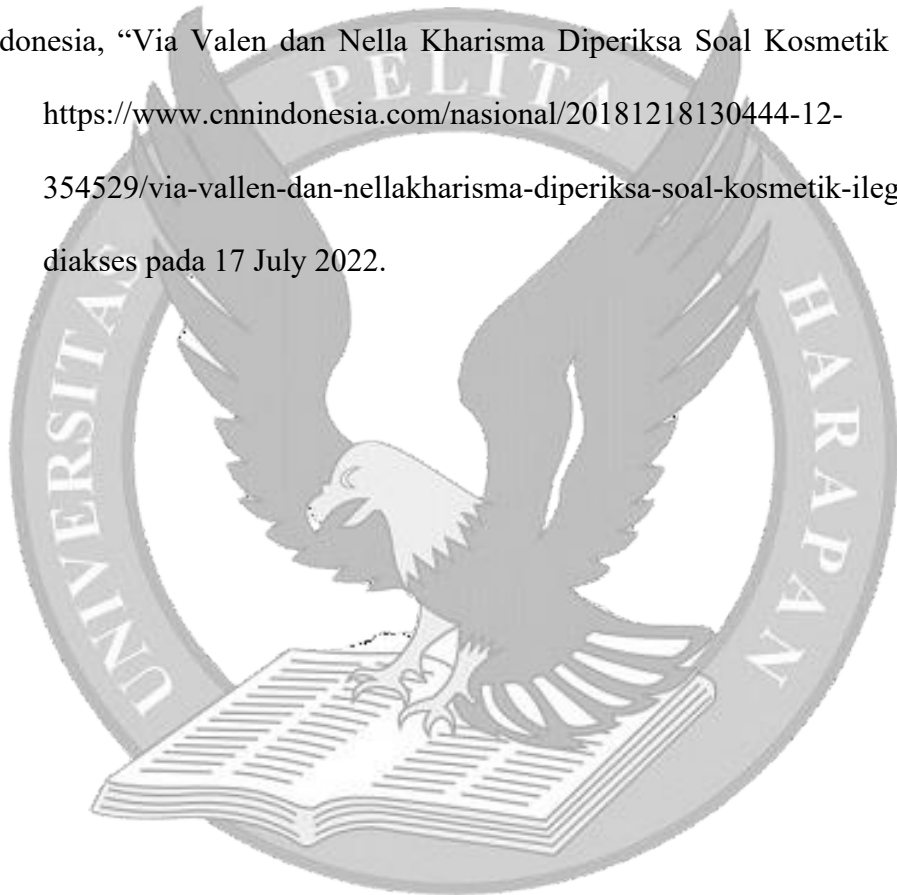 donesia, “Via Valen dan Nella Kharisma Diperiksa Soal Kosmetik
https://www.cnnindonesia.com/nasional/20181218130444-12-
354529/via-vallen-dan-nellakharisma-diperiksa-soal-kosmetik-ileg
diakses pada 17 July 2022.
UNIVERSITAS PELITA HARAPAN